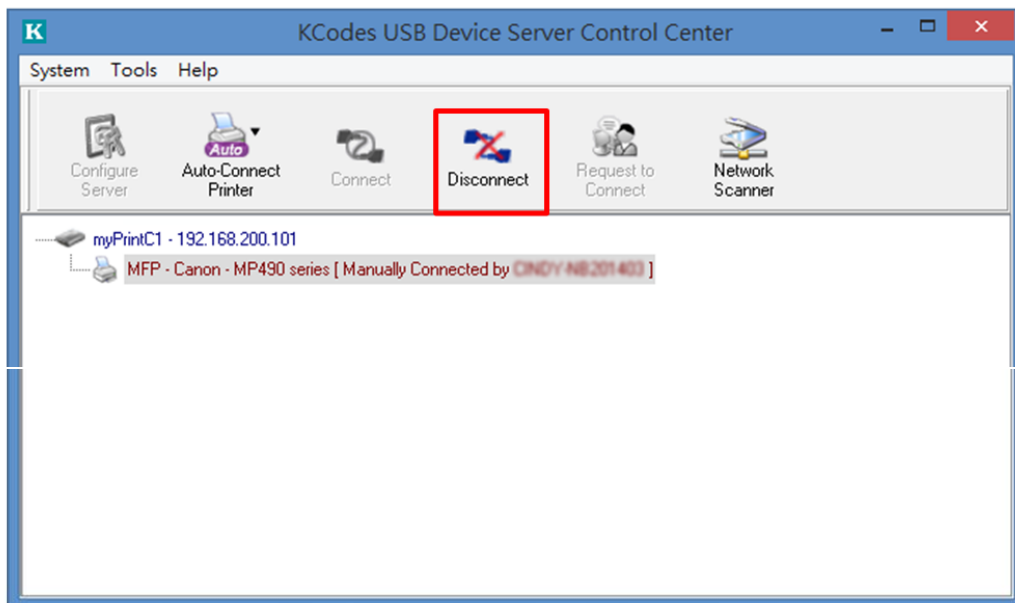 K KCodes USB Device Server Control Center
System Tools Help
Configure Server
Auto
Auto-Connect Printer
Connect
Disconnect
Request to Connect
Network Scanner
myPrintC1 - 192.168.200.101
MFP - Canon - MP490 series [ Manually Connected by ]